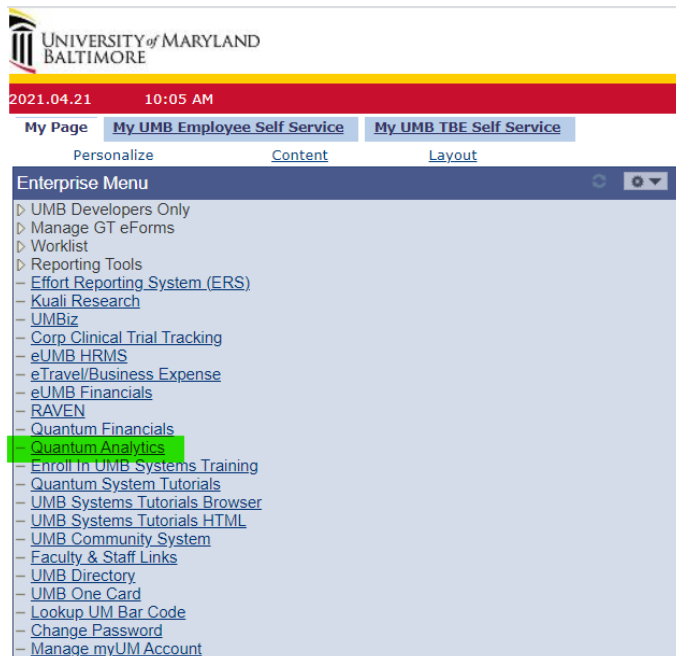 UNIVERSITY of MARYLAND
BALTIMORE
2021.04.21 10:05 AM
My Page My UMB Employee Self Service My UMB TBE Self Service
Personalize Content Layout
Enterprise Menu
UMB Developers Only
Manage GT eForms
Worklist
Reporting Tools
Effort Reporting System (ERS)
Kuali Research
UMBiz
Corp Clinical Trial Tracking
eUMB HRMS
eTravel/Business Expense
eUMB Financials
RAVEN
Quantum Financials
Quantum Analytics
Enroll In UMB Systems Training
Quantum System Tutorials
UMB Systems Tutorials Browser
UMB Systems Tutorials HTML
UMB Community System
Faculty & Staff Links
UMB Directory
UMB One Card
Lookup UM Bar Code
Change Password
Manage myUM Account